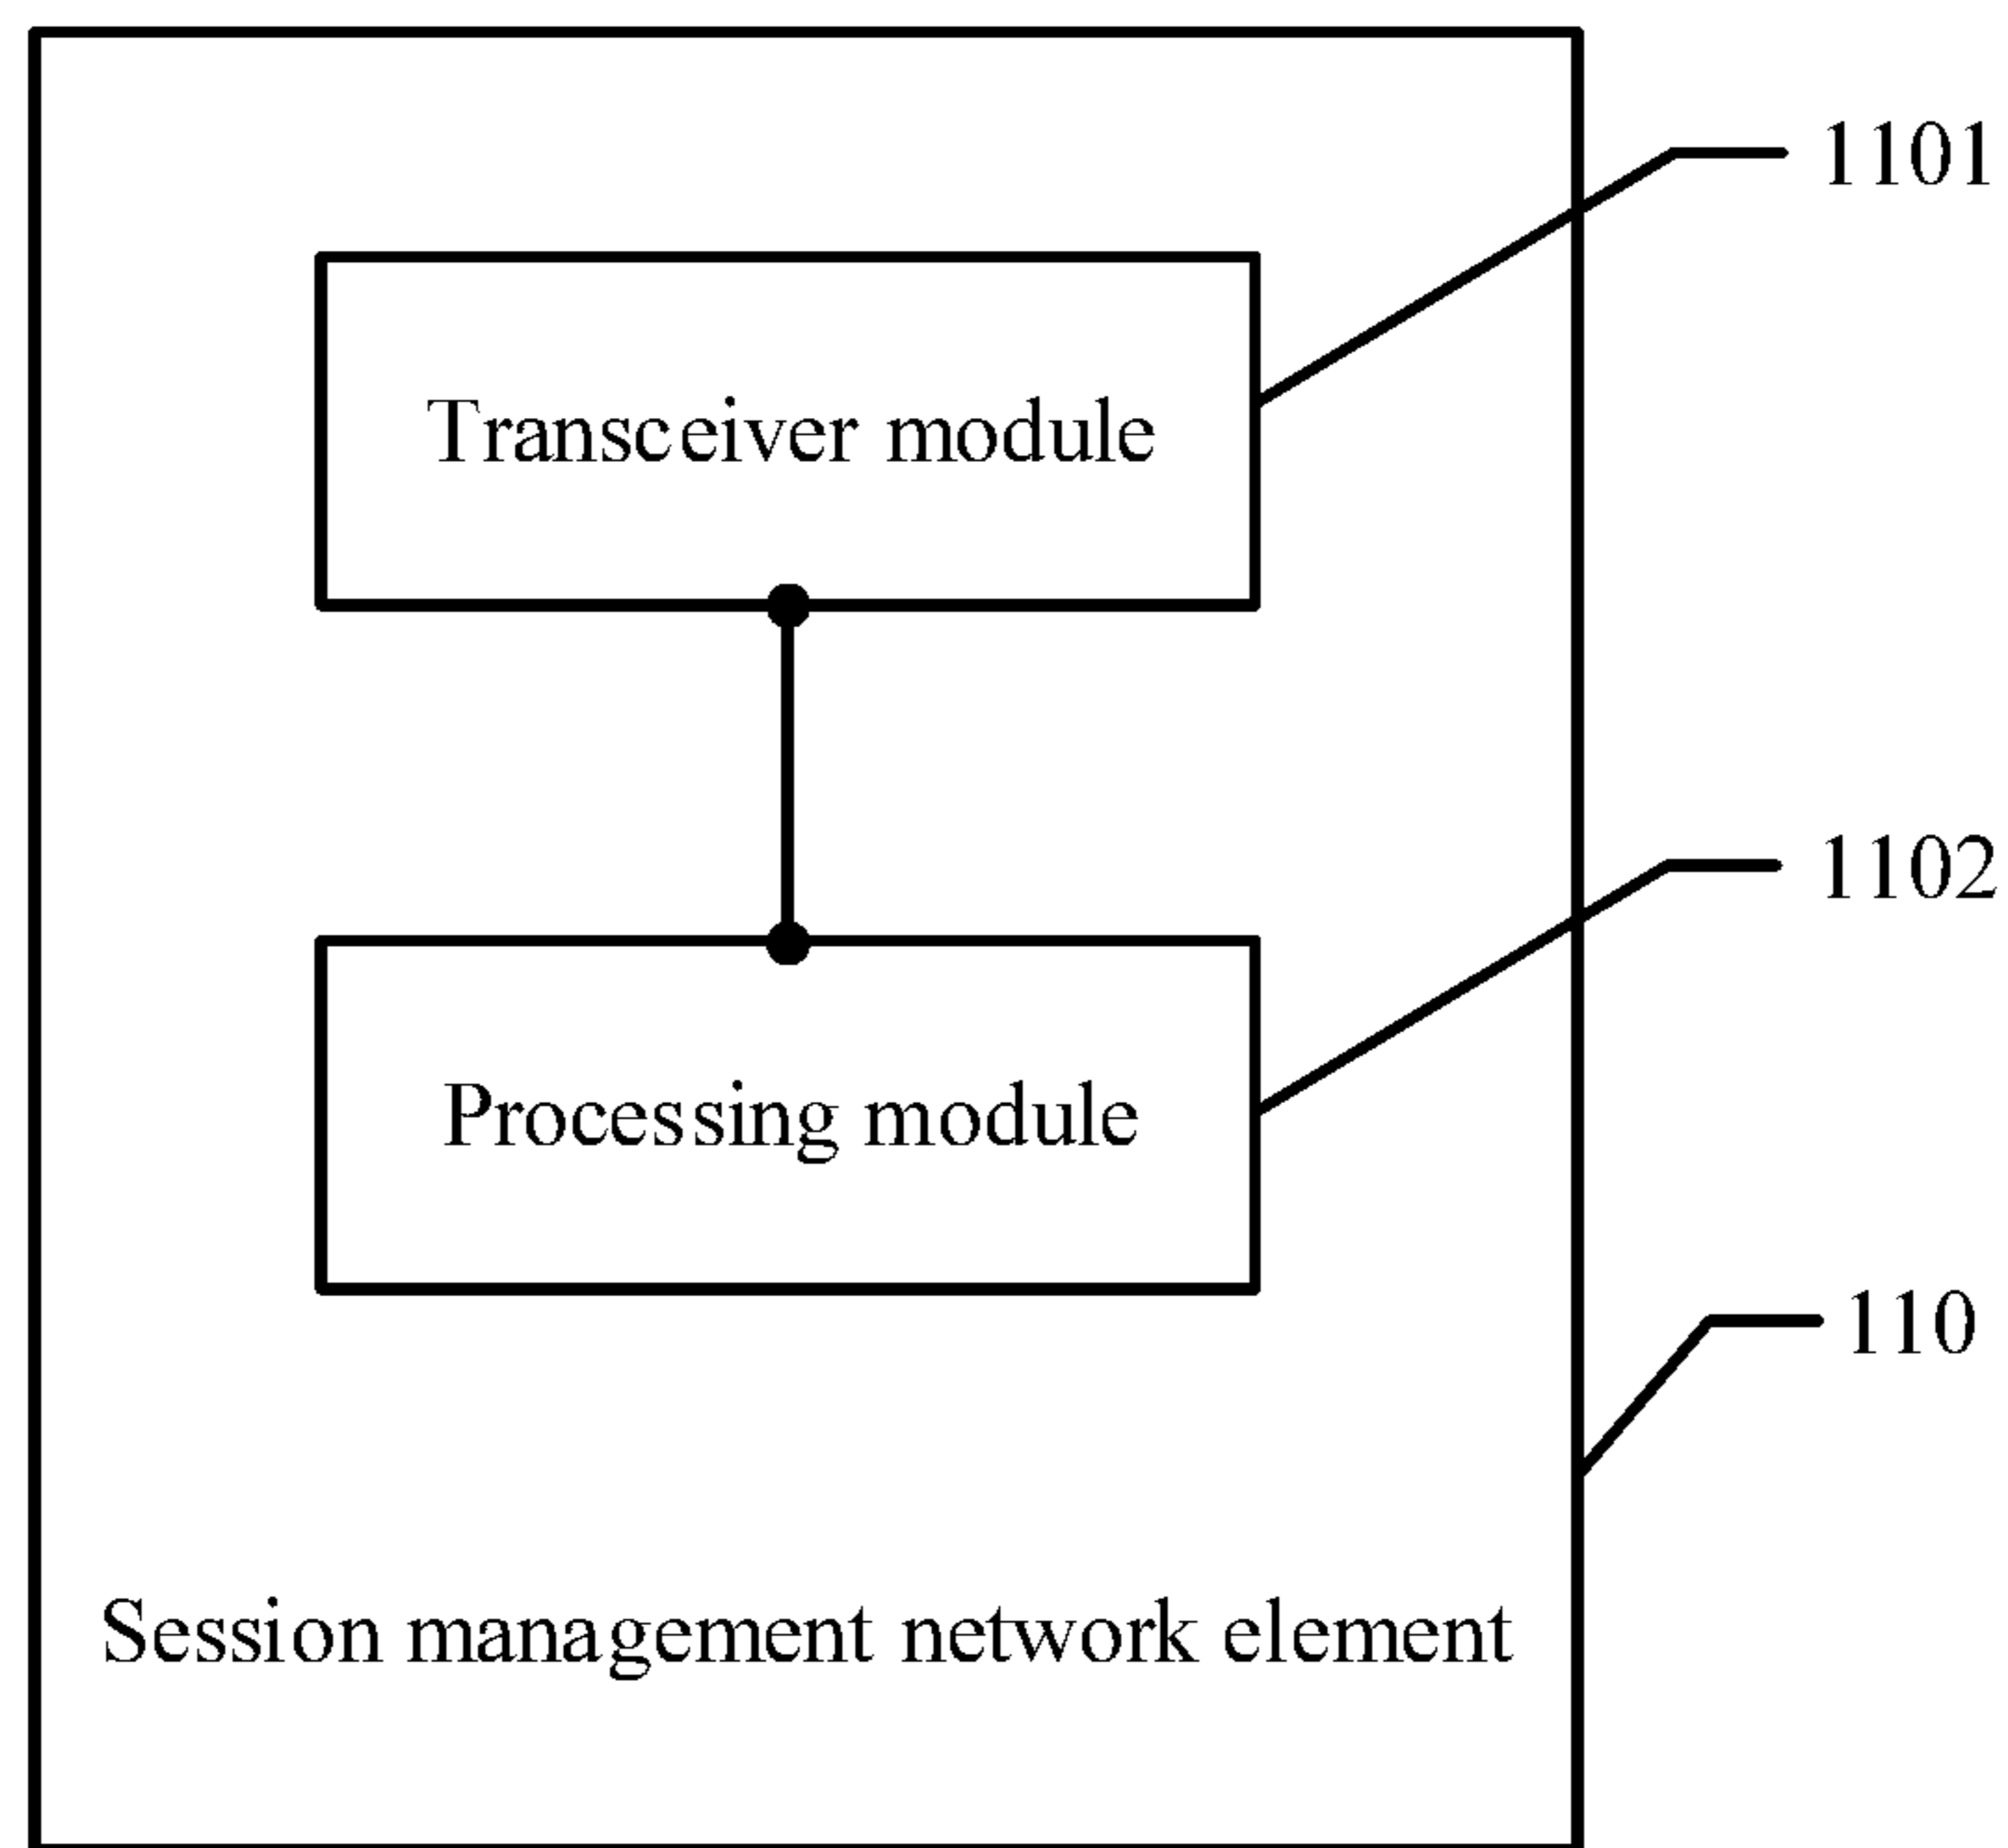 1101
Transceiver module
1102
Processing module
110
Session management network element